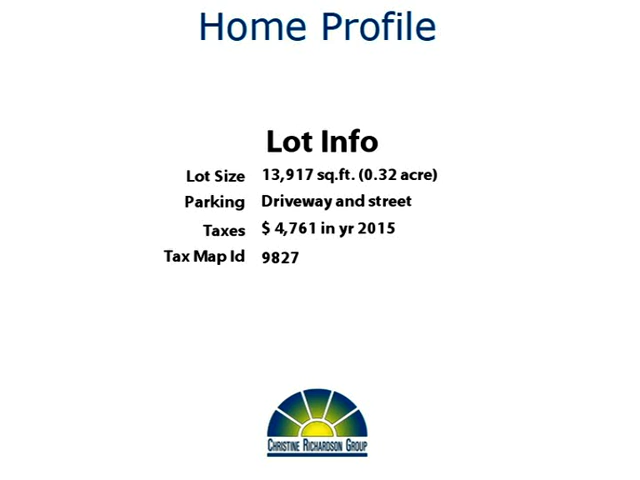 Home Profile
Lot Info
Lot Size 13,917 sq.ft. (0.32 acre)
Parking Driveway and street
Taxes $ 4,761 in yr 2015
Tax Map Id 9827
CHRISTINE RICHARDSON GROUP